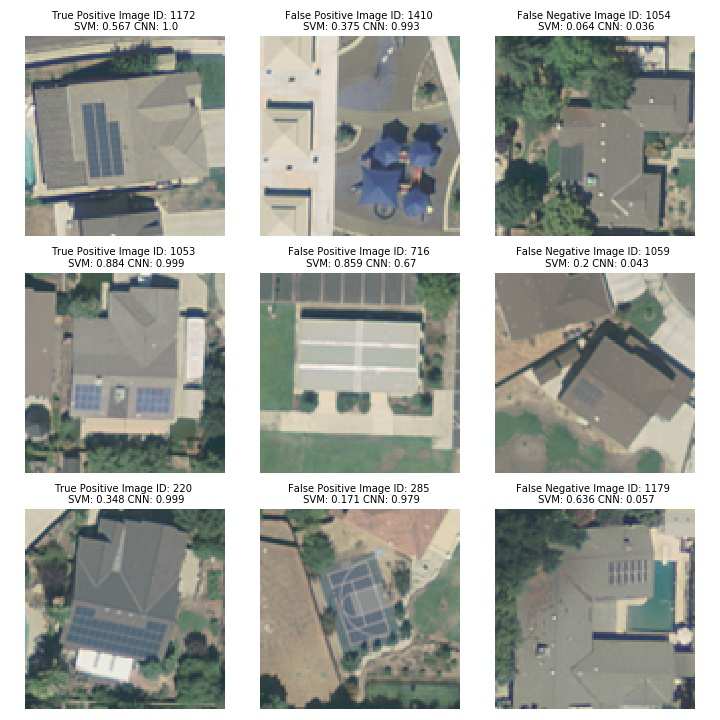 True Positive Image ID: 1172
SVM: 0.567 CNN: 1.0
False Positive Image ID: 1410
SVM: 0.375 CNN: 0.993
False Negative Image ID: 1054
SVM: 0.064 CNN: 0.036
True Positive Image ID: 1053
SVM: 0.884 CNN: 0.999
False Positive Image ID: 716
SVM: 0.859 CNN: 0.67
False Negative Image ID: 1059
SVM: 0.2 CNN: 0.043
True Positive Image ID: 220
SVM: 0.348 CNN: 0.999
False Positive Image ID: 285
SVM: 0.171 CNN: 0.979
False Negative Image ID: 1179
SVM: 0.636 CNN: 0.057